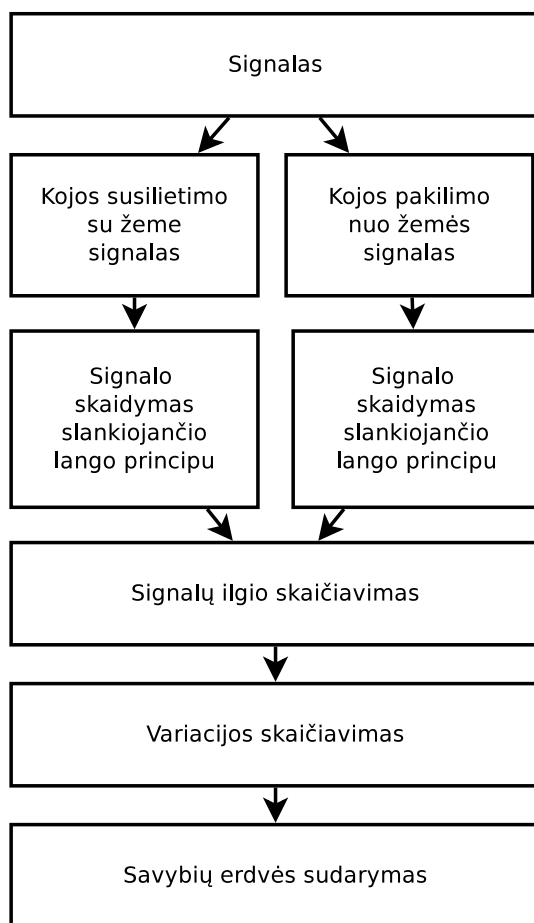 Signalas
Kojos susilietimo
su žeme
signalas
Kojos pakilimo
nuo žemės
signalas
Signalo
skaidymas
slankiojančio
lango principu
Signalo
skaidymas
slankiojančio
lango principu
Signalų ilgio skaičiavimas
Variacijos skaičiavimas
Savybių erdvės sudarymas